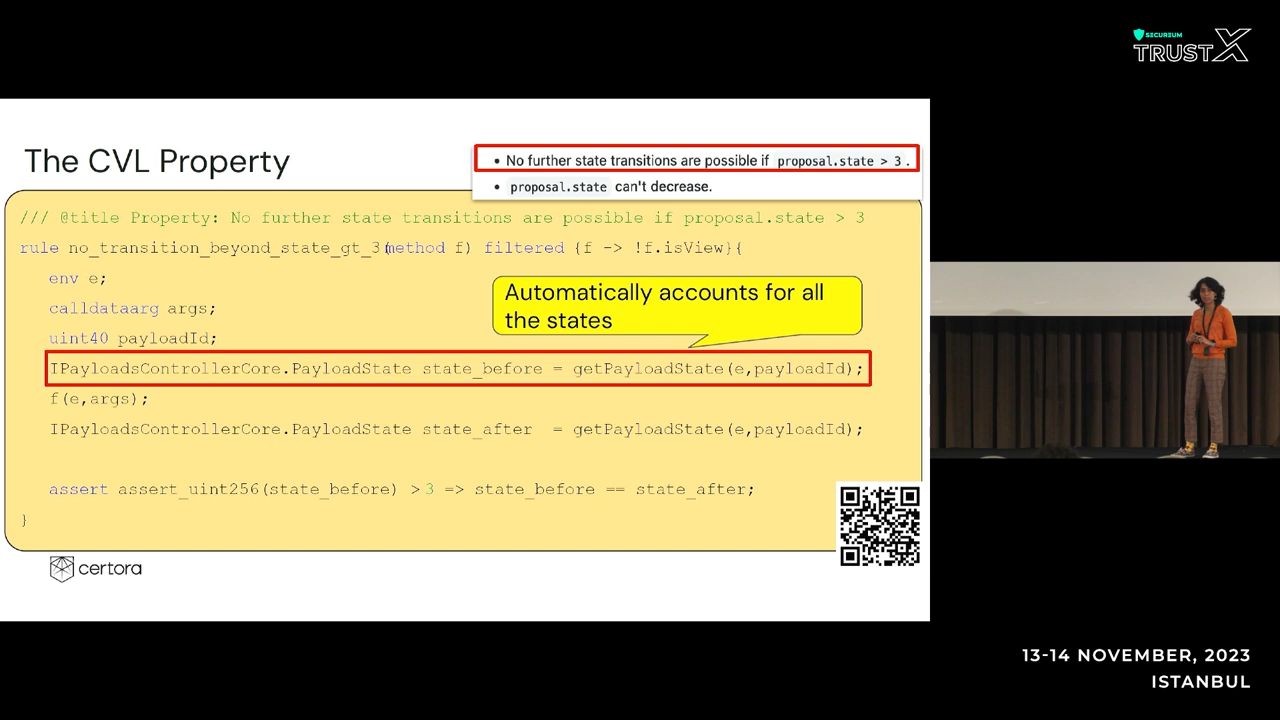 SECUREUM
TRUSTX
The CVL Property
• No further state transitions are possible if proposal.state > 3.
• proposal.state can't decrease.
/// @title Property: No further state transitions are possible if proposal.state > 3
rule no_transition_beyond_state_gt_3(method f) filtered {f -> !f.isView}{
env e;
calldataarg args;
Automatically accounts for all
the states
uint40 payloadId;
IPayloadsControllerCore.PayloadState state_before = getPayloadState(e,payloadId);
f(e,args);
IPayloadsControllerCore.PayloadState state_after = getPayloadState(e,payloadId);
assert assert_uint256(state_before) >3 => state_before == state_after;
}
certora
13-14 NOVEMBER, 2023
ISTANBUL